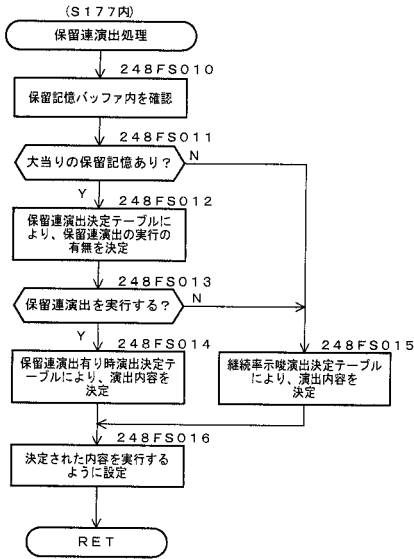 (S177内)
保留連演出処理
248FS010
保留記憶バッファ内を確認
248FS011
大当りの保留記憶あり?
N
Y
248FS012
保留連演出決定テーブルに
より、保留連演出の実行の
有無を決定
248FS013
保留連演出を実行する?
N
Y
248FS014
保留連演出有り時演出決定テ
ーブルにより、演出内容を
決定
248FS015
継続率示唆演出決定テーブル
により、演出内容を
決定
248FS016
決定された内容を実行する
ように設定
RET